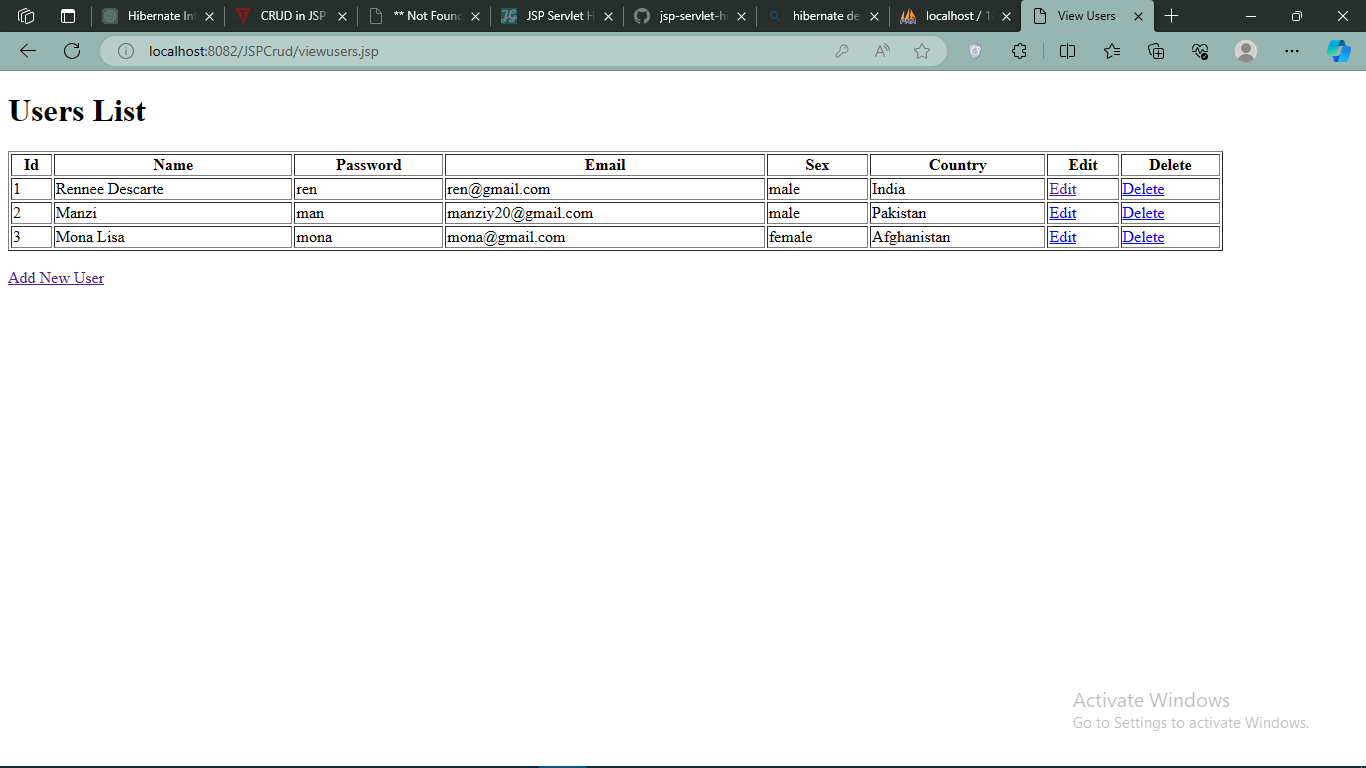 Hibernate Int
CRUD in JSP
** Not Found
JSP Servlet H
jsp-servlet-hi
hibernate de
localhost / 1
View Users
localhost:8082/JSPCrud/viewusers.jsp
Users List
Id Name Password Email Sex Country Edit Delete
1 Rennee Descarte ren ren@gmail.com male India Edit Delete
2 Manzi man manziy20@gmail.com male Pakistan Edit Delete
3 Mona Lisa mona mona@gmail.com female Afghanistan Edit Delete
Add New User
Activate Windows
Go to Settings to activate Windows.